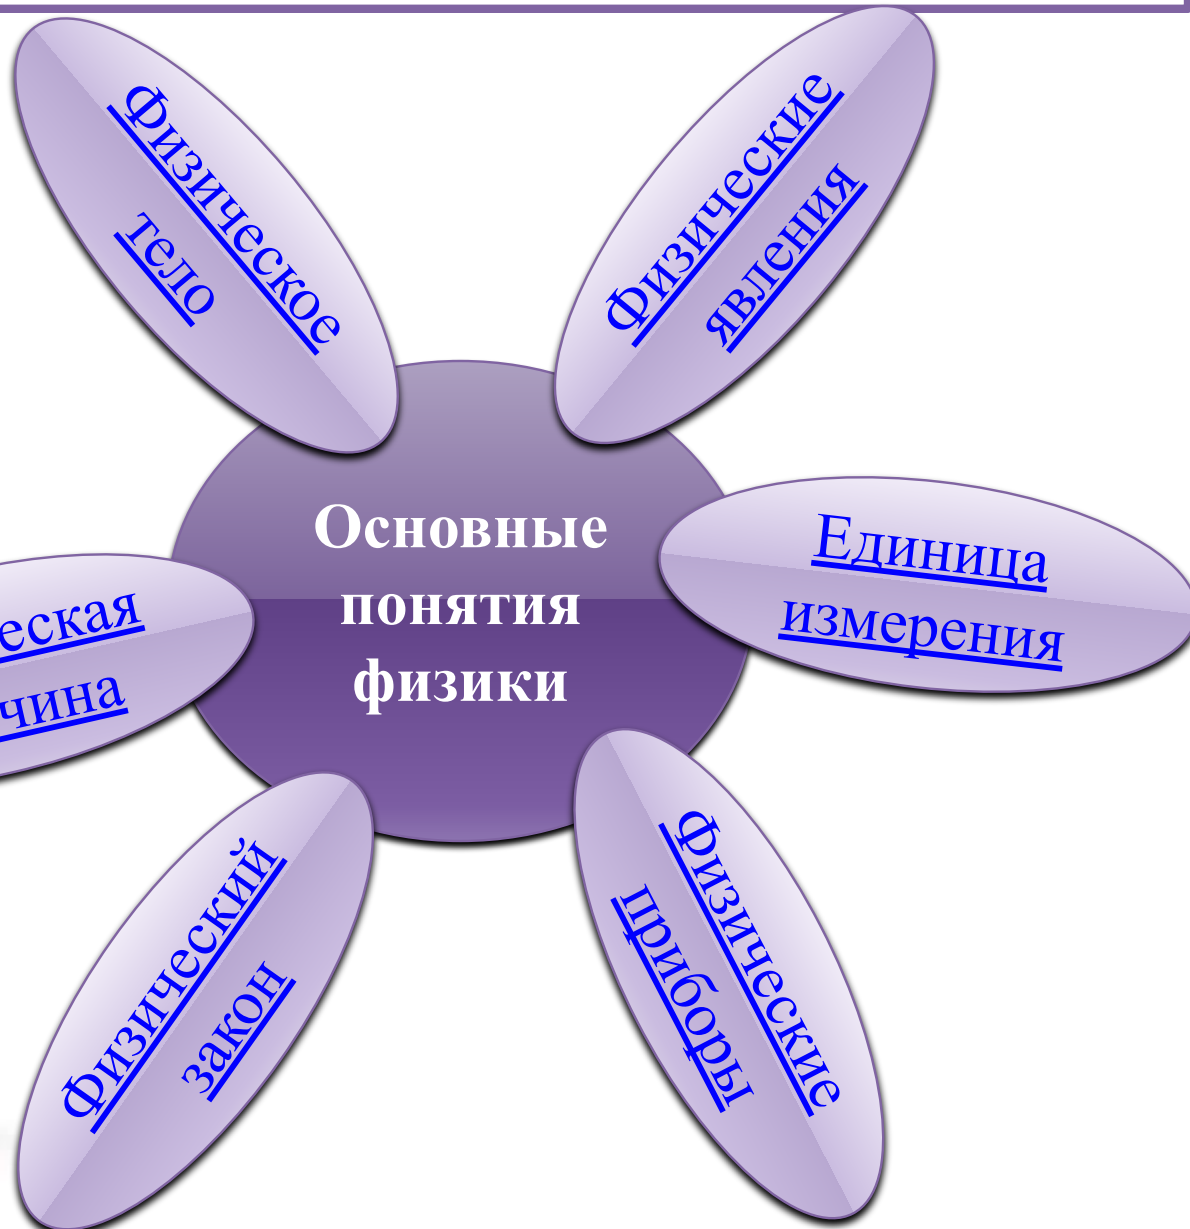 Физическое
тело
Физические
явления
Основные
понятия
физики
Единица
измерения
еская
чина
Физический
закон
Физические
приборы